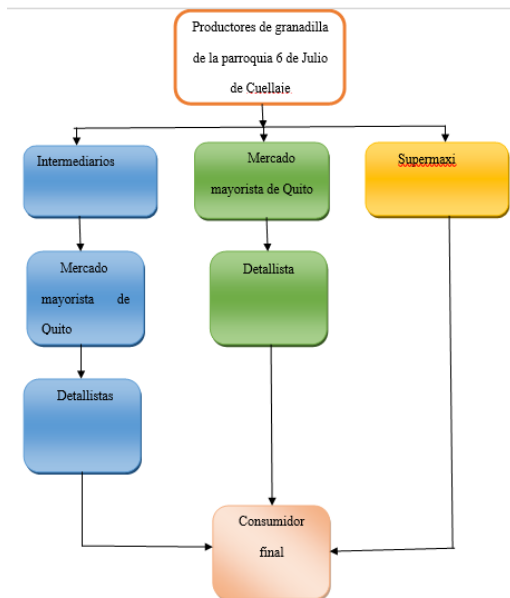 Productores de granadilla
de la parroquia 6 de Julio
de Cuellaje
Intermediarios
Mercado
mayorista de Quito
Supermaxi
Mercado
mayorista de
Quito
Detallista
Detallistas
Consumidor
final